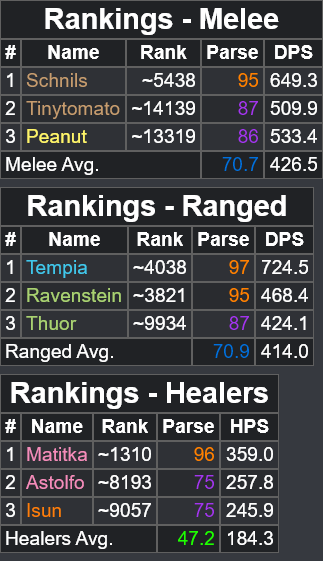 Rankings - Melee
# Name Rank Parse DPS
1 Schnils ~5438 95 649.3
2 Tinytomato ~14139 87 509.9
3 Peanut ~13319 86 533.4
Melee Avg. 70.7 426.5
Rankings - Ranged
# Name Rank Parse DPS
1 Tempia ~4038 97 724.5
2 Ravenstein ~3821 95 468.4
3 Thuor ~9934 87 424.1
Ranged Avg. 70.9 414.0
Rankings - Healers
# Name Rank Parse HPS
1 Matitka ~1310 96 359.0
2 Astolfo ~8193 75 257.8
3 Isun ~9057 75 245.9
Healers Avg. 47.2 184.3